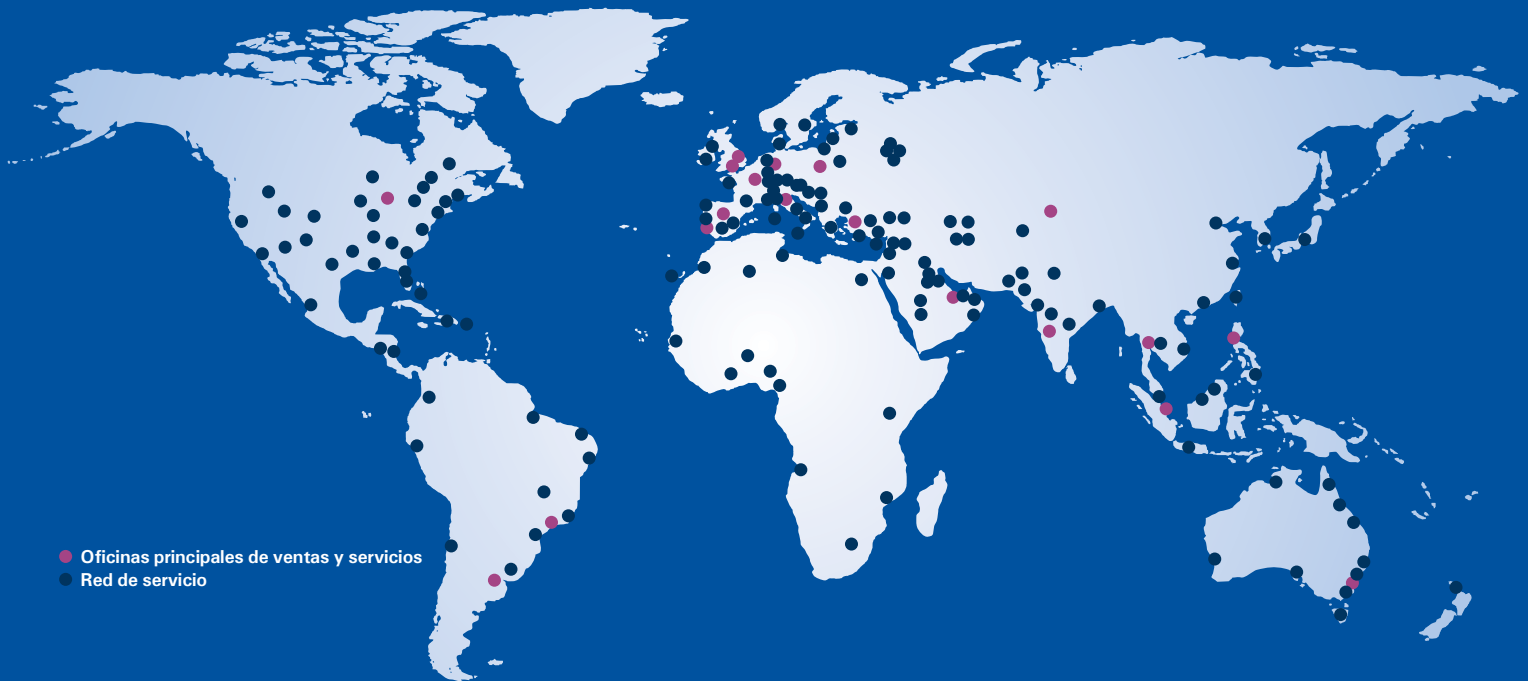 Oficinas principales de ventas y servicios
Red de servicio